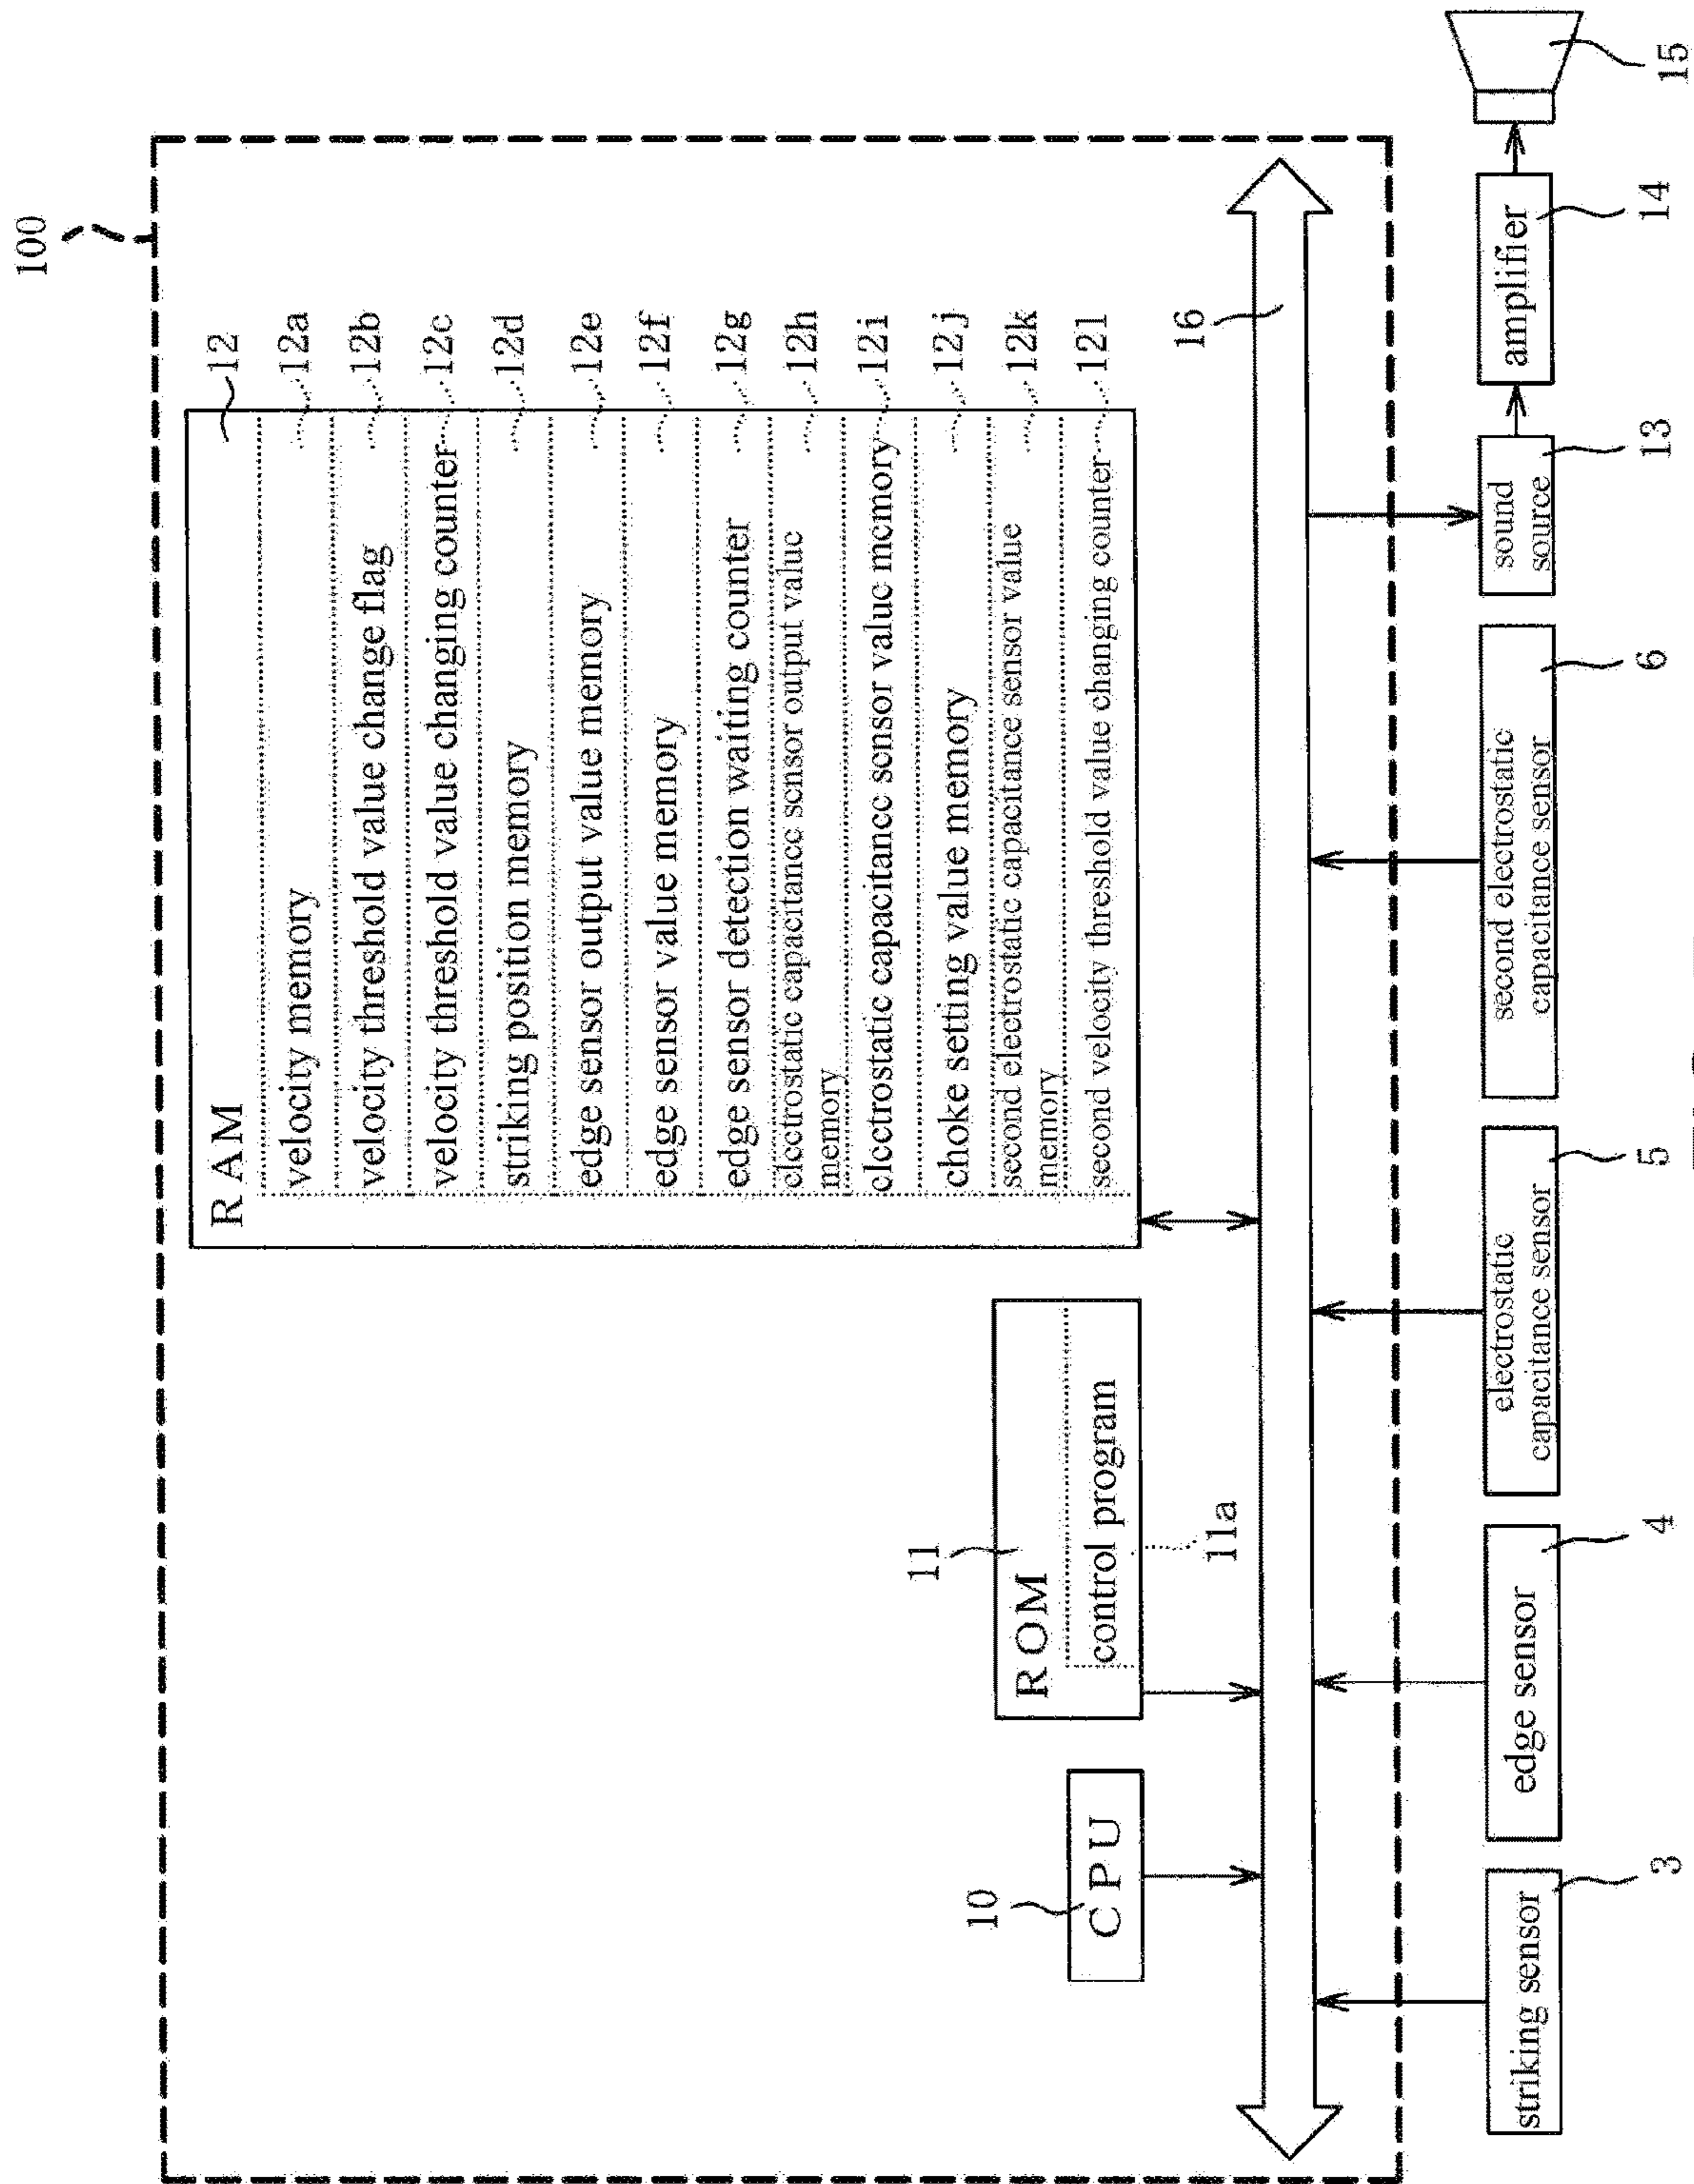 100
RAM
12
velocity memory
12a
velocity threshold value change flag
12b
velocity threshold value changing counter
12c
striking position memory
12d
edge sensor output value memory
12e
edge sensor value memory
12f
edge sensor detection waiting counter
12g
electrostatic capacitance sensor output value
memory
12h
electrostatic capacitance sensor value memory
12i
choke setting value memory
12j
second electrostatic capacitance sensor value
memory
12k
second velocity threshold value changing counter
12l
10
CPU
11
ROM
control program
11a
16
striking sensor
3
edge sensor
4
electrostatic
capacitance sensor
5
second electrostatic
capacitance sensor
6
sound
source
13
amplifier
14
15